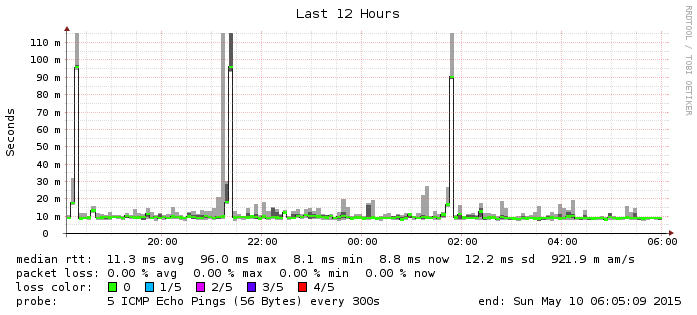 Last 12 Hours
RRDTOOL / TOBI OETIKER
Seconds
110 m
100 m
90 m
80 m
70 m
60 m
50 m
40 m
30 m
20 m
10 m
0
20:00 22:00 00:00 02:00 04:00 06:00
median rtt: 11.3 ms avg 96.0 ms max 8.1 ms min 8.8 ms now 12.2 ms sd 921.9 m am/s
packet loss: 0.00 % avg 0.00 % max 0.00 % min 0.00 % now
loss color: 0 1/5 2/5 3/5 4/5
probe: 5 ICMP Echo Pings (56 Bytes) every 300s end: Sun May 10 06:05:09 2015